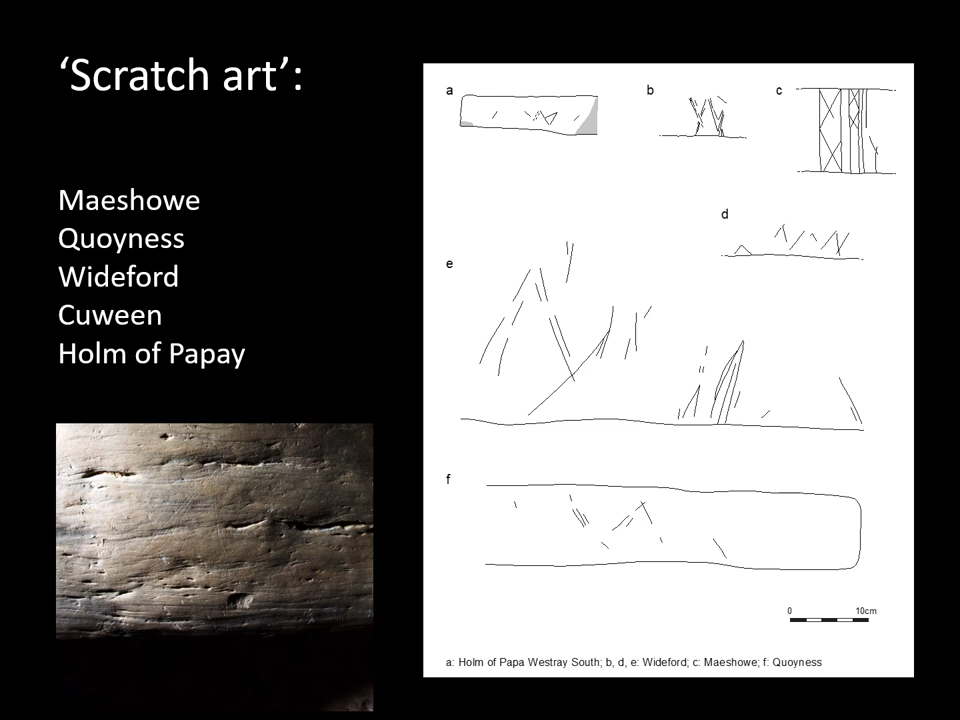 ‘Scratch art’:
Maeshowe
Quoyness
Wideford
Cuween
Holm of Papay
a
b
c
d
e
f
0 10cm
a: Holm of Papa Westray South; b, d, e: Wideford; c: Maeshowe; f: Quoyness